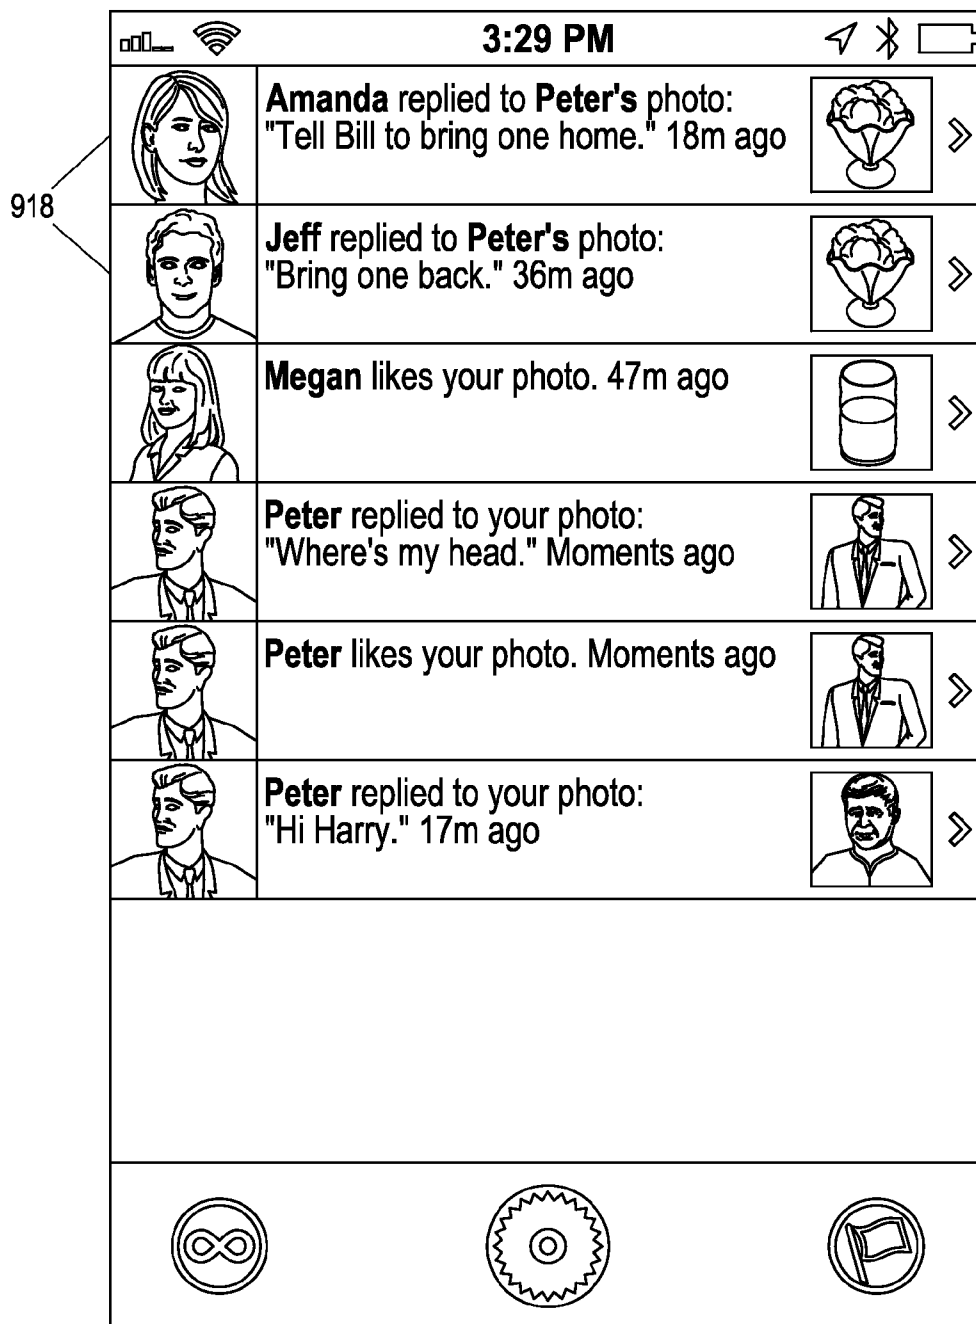 3:29 PM
918
Amanda replied to Peter's photo:
"Tell Bill to bring one home." 18m ago
Jeff replied to Peter's photo:
"Bring one back." 36m ago
Megan likes your photo. 47m ago
Peter replied to your photo:
"Where's my head." Moments ago
Peter likes your photo. Moments ago
Peter replied to your photo:
"Hi Harry." 17m ago